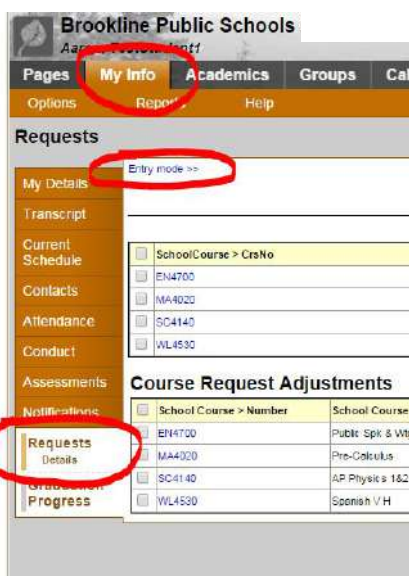 Brookline Public Schools
Pages My Info Academics Groups Cal
Options Reports Help
Requests
Entry mode >>
My Details
Transcript
Current
Schedule
Contacts
Attendance
Conduct
Assessments
Notifications
Requests
Details
Graduation
Progress
SchoolCourse > CrsNo
EN4700
MA4020
SC4140
WL4530
Course Request Adjustments
School Course > Number School Course
EN4700 Public Spk &
MA4020 Pre-Calculus
SC4140 AP Physics 1&2
WL4530 Spanish V H